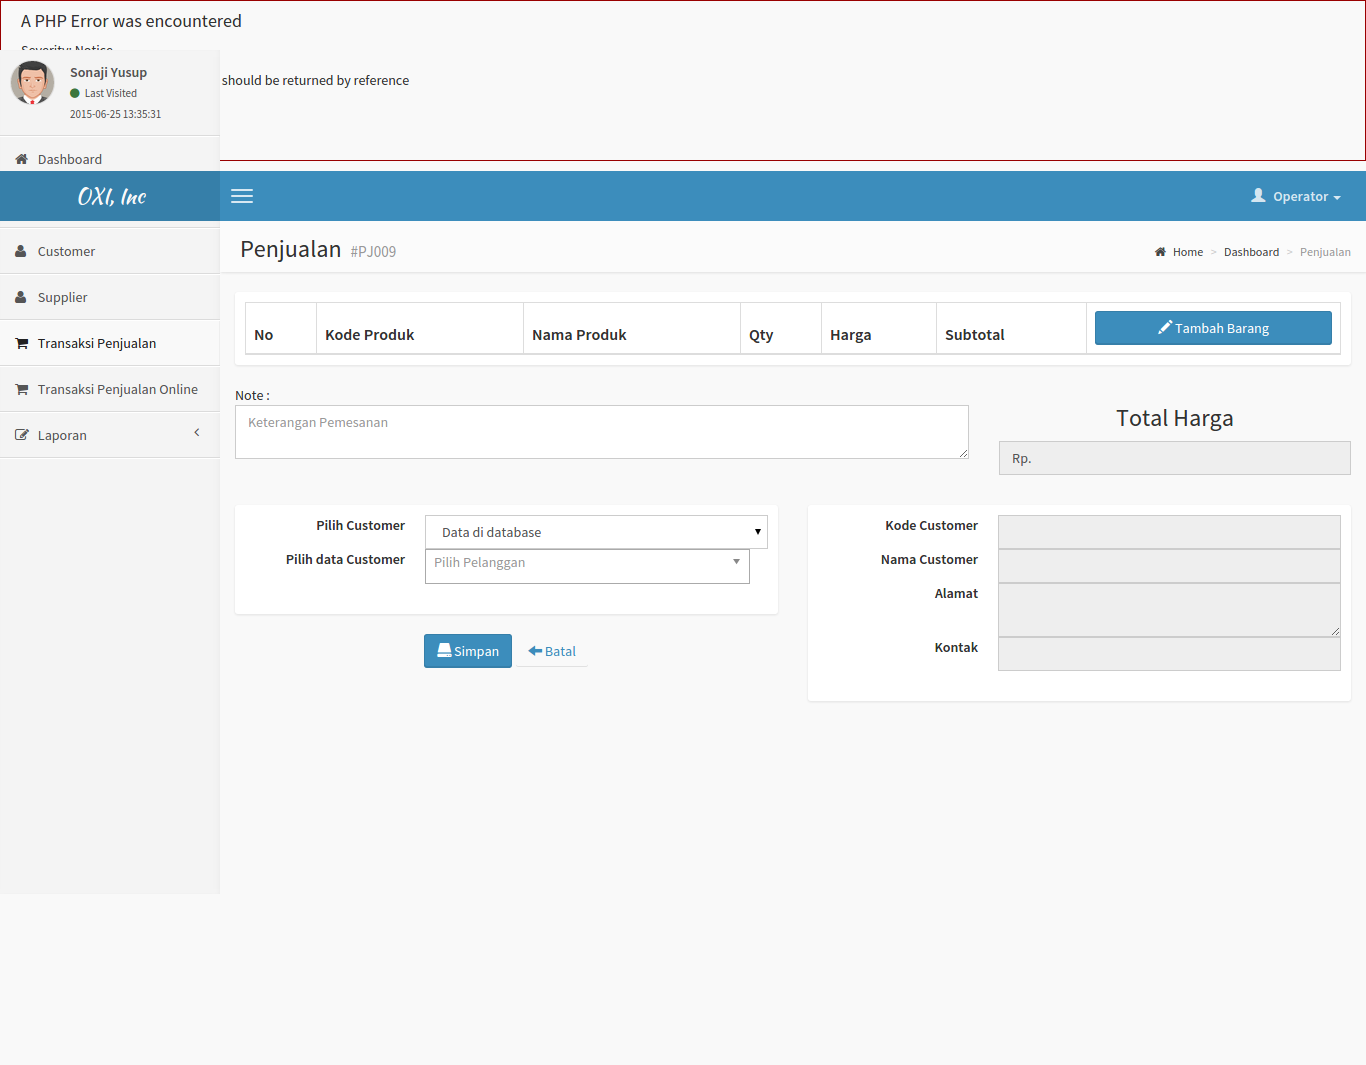 A PHP Error was encountered
Severity: Notice
should be returned by reference
Sonaji Yusup
Last Visited
2015-06-25 13:35:31
Dashboard
OXI, Inc
Operator
Customer
Supplier
Transaksi Penjualan
Transaksi Penjualan Online
Laporan
Penjualan #PJ009
Home > Dashboard > Penjualan
No Kode Produk Nama Produk Qty Harga Subtotal Tambah Barang
Note :
Keterangan Pemesanan
Total Harga
Rp.
Pilih Customer Data di database
Pilih data Customer Pilih Pelanggan
Simpan Batal
Kode Customer
Nama Customer
Alamat
Kontak